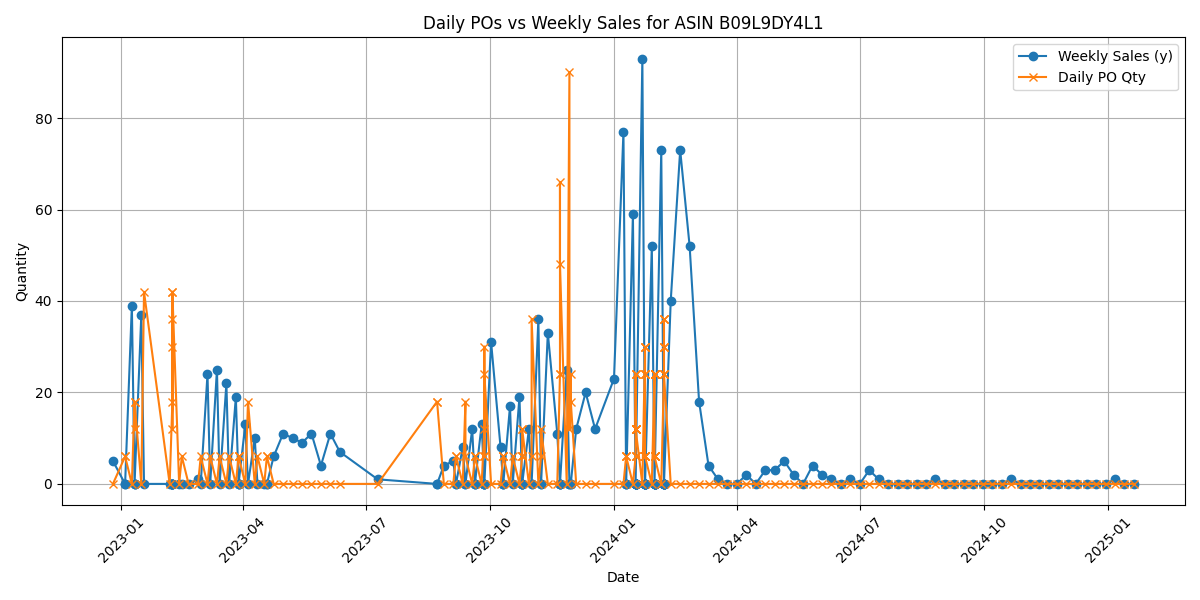 Daily POs vs Weekly Sales for ASIN B09L9DY4L1
Weekly Sales (y)
Daily PO Qty
Quantity
80
60
40
20
0
2023-01
2023-04
2023-07
2023-10
2024-01
2024-04
2024-07
2024-10
2025-01
Date